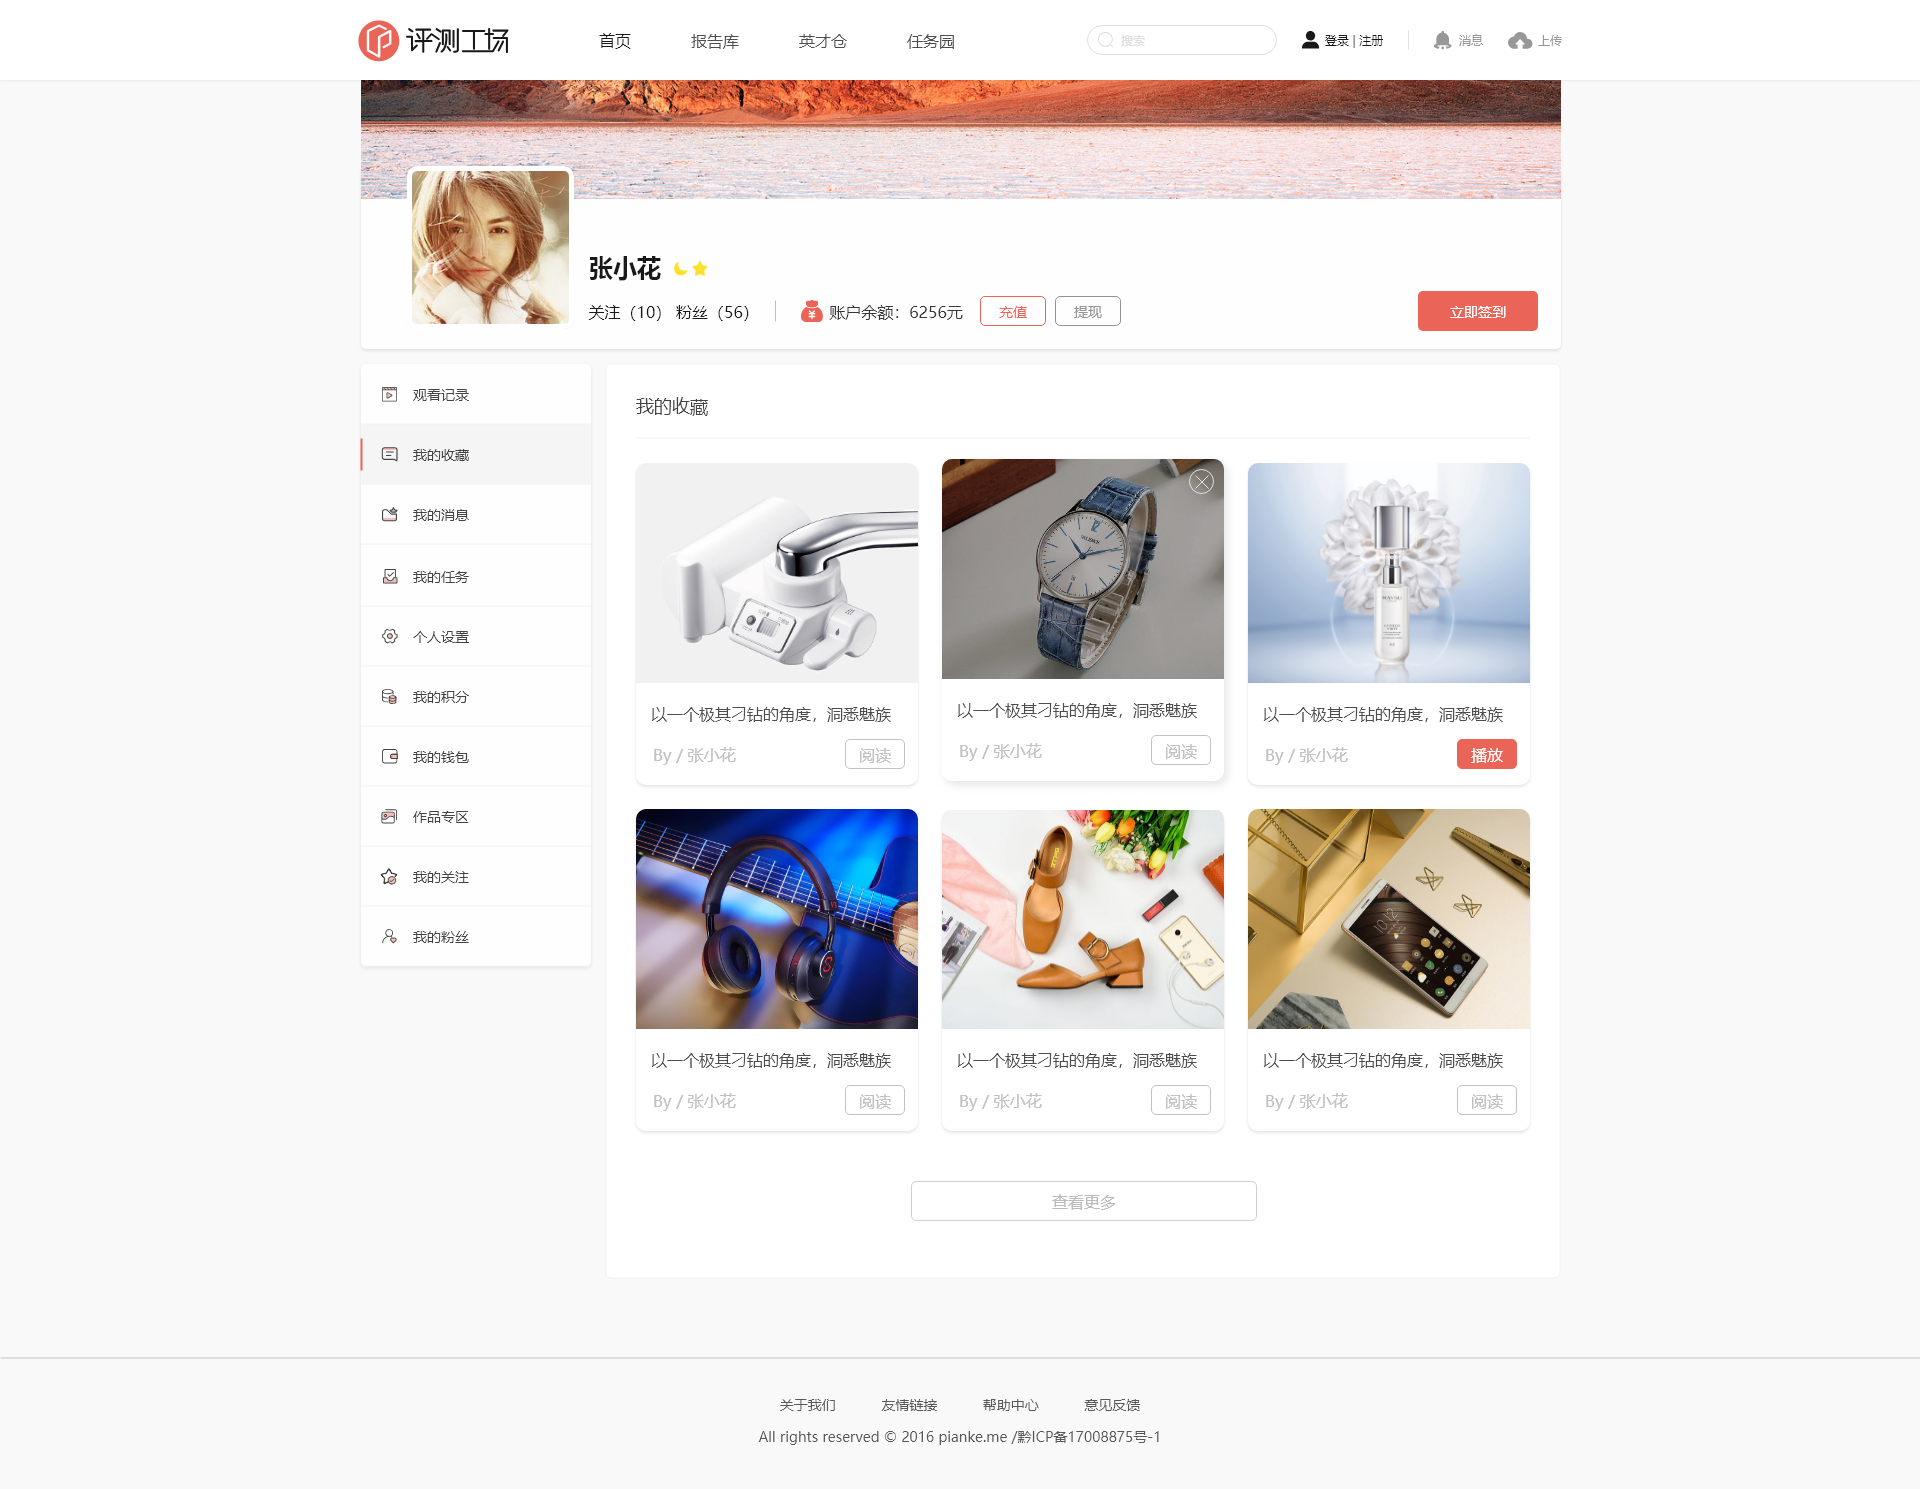 评测工场
首页 报告库 英才仓 任务园
搜索
登录 | 注册
消息
上传
张小花
关注（10） 粉丝（56）
¥ 账户余额：6256元
充值
提现
立即签到
观看记录
我的收藏
我的消息
我的任务
个人设置
我的积分
我的钱包
作品专区
我的关注
我的粉丝
我的收藏
以一个极其刁钻的角度，洞悉魅族
By / 张小花 阅读
以一个极其刁钻的角度，洞悉魅族
By / 张小花 阅读
以一个极其刁钻的角度，洞悉魅族
By / 张小花 播放
以一个极其刁钻的角度，洞悉魅族
By / 张小花 阅读
以一个极其刁钻的角度，洞悉魅族
By / 张小花 阅读
以一个极其刁钻的角度，洞悉魅族
By / 张小花 阅读
查看更多
关于我们 友情链接 帮助中心 意见反馈
All rights reserved © 2016 pianke.me /黔ICP备17008875号-1